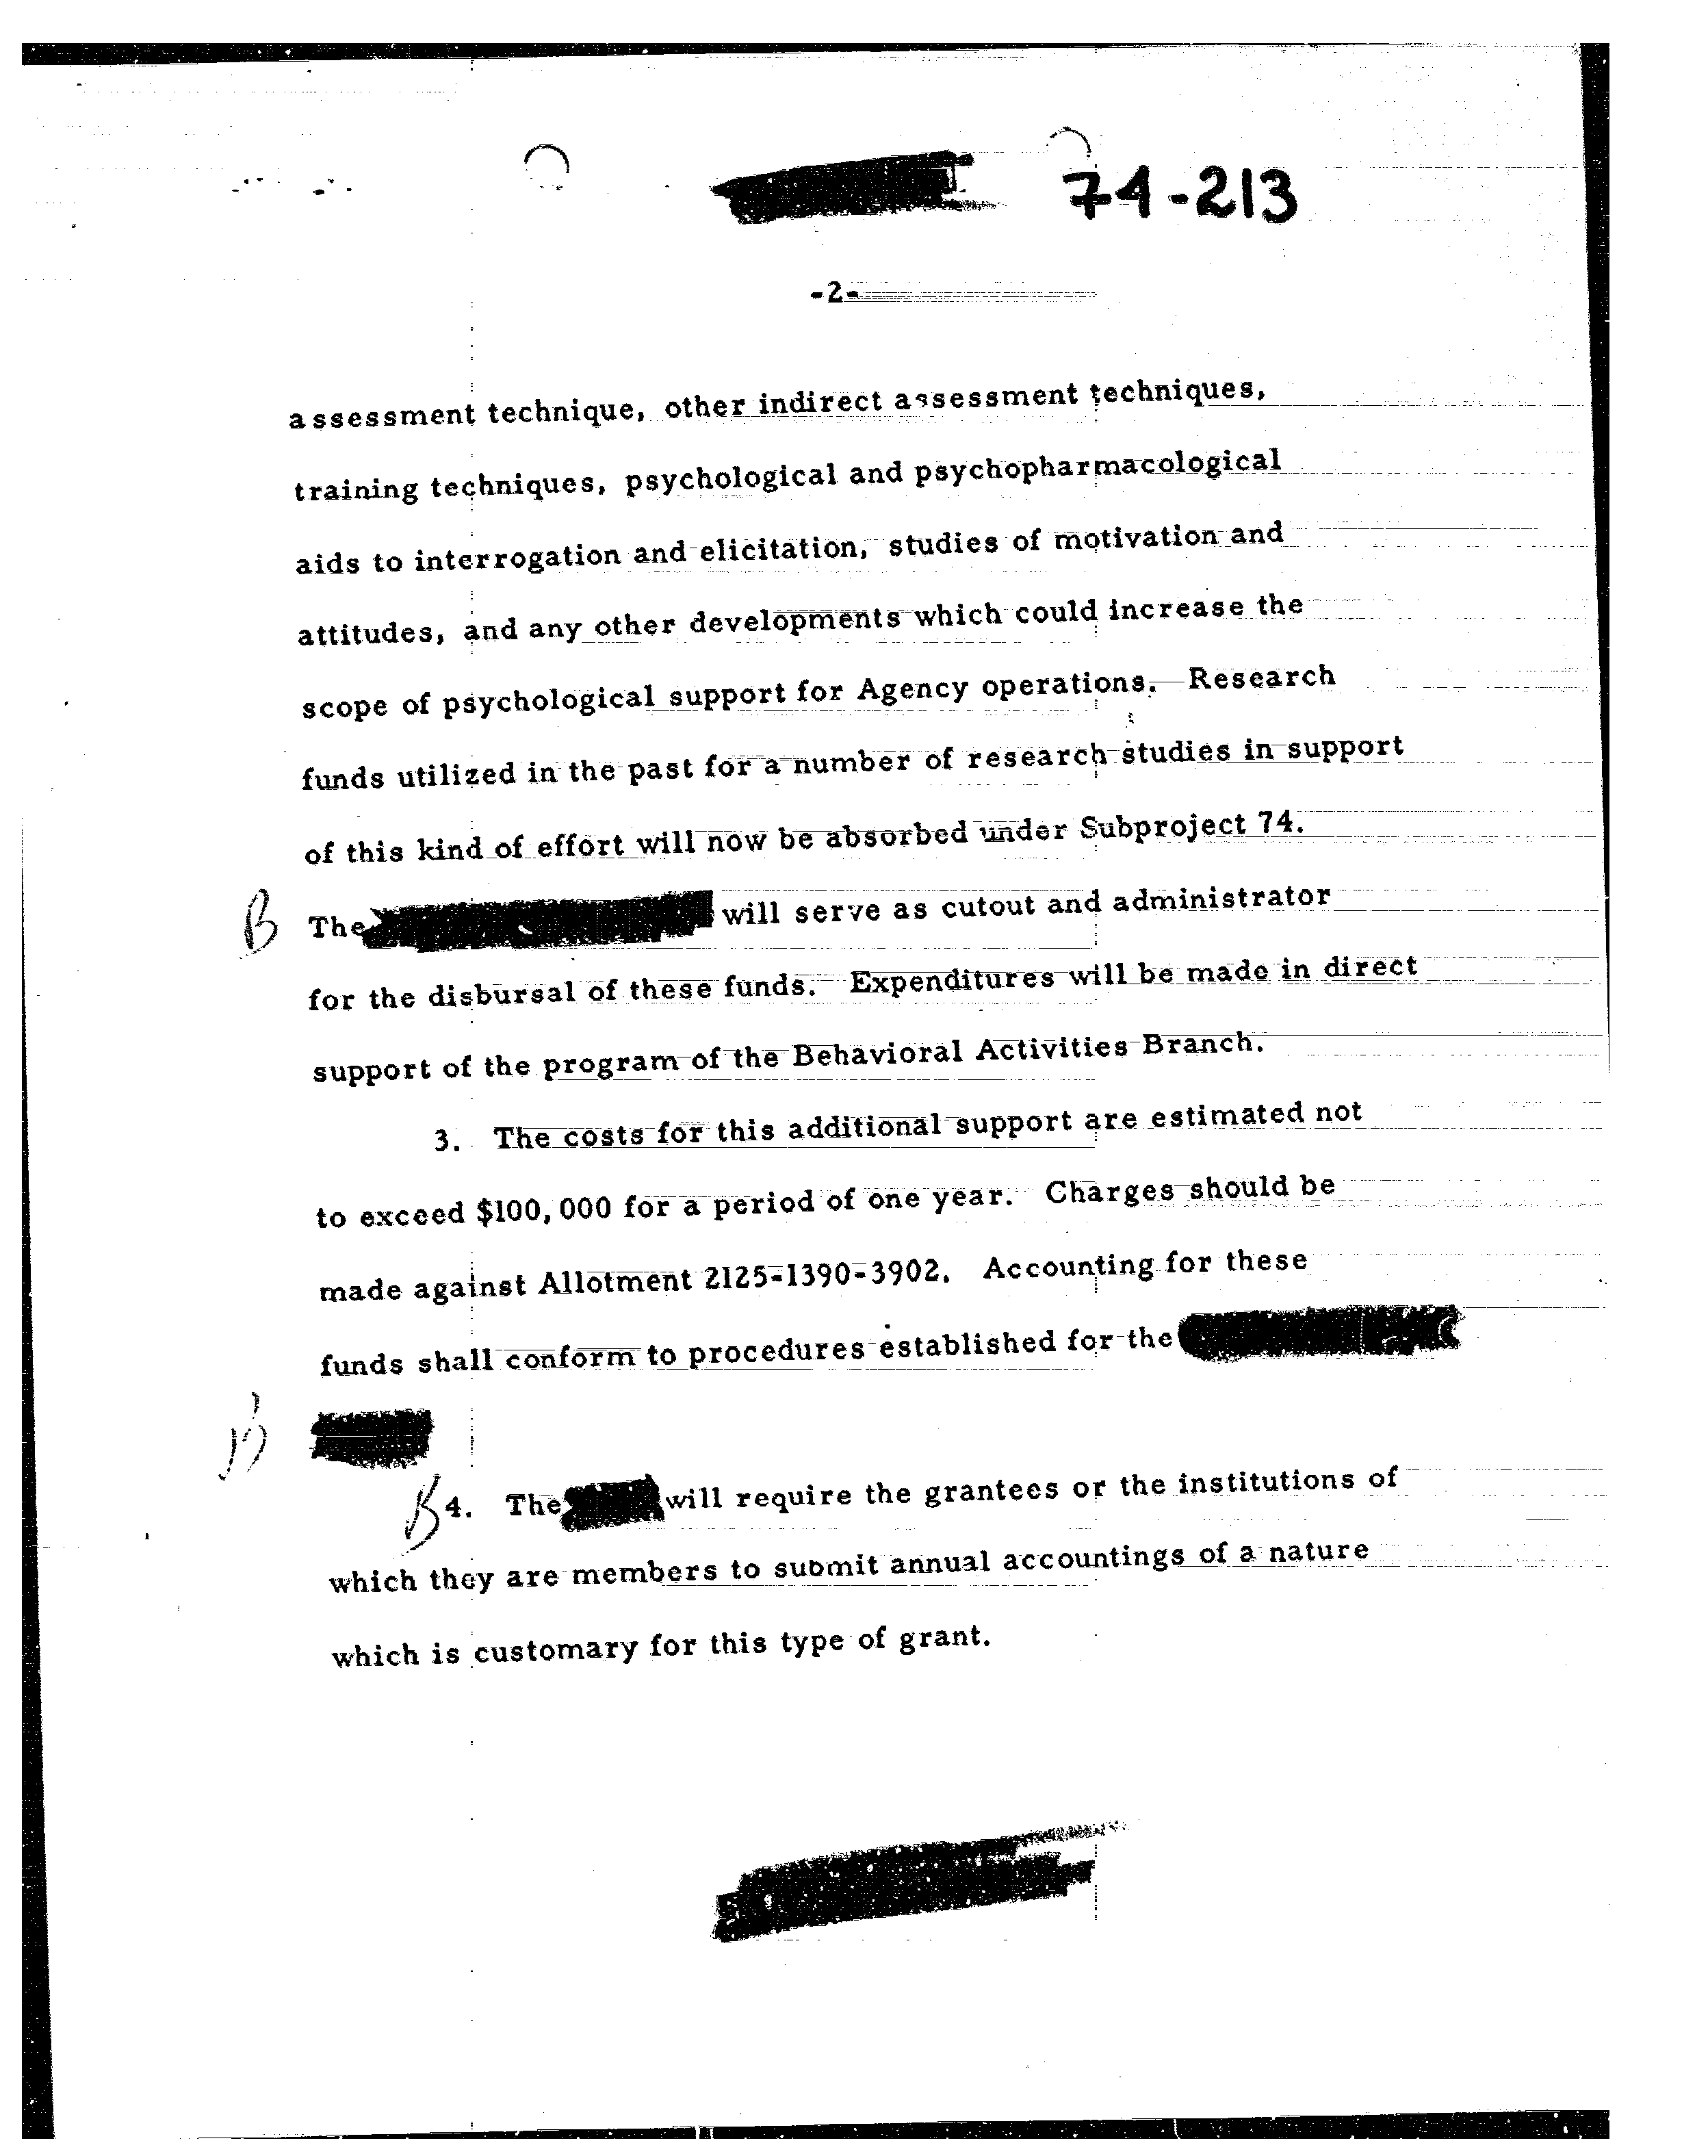 74-213
-2-
assessment technique, other indirect assessment techniques,
training techniques, psychological and psychopharmacological
aids to interrogation and elicitation, studies of motivation and
attitudes, and any other developments which could increase the
scope of psychological support for Agency operations. Research
funds utilized in the past for a number of research studies in support
of this kind of effort will now be absorbed under Subproject 74.
B The will serve as cutout and administrator
for the disbursal of these funds. Expenditures will be made in direct
support of the program of the Behavioral Activities Branch.
3. The costs for this additional support are estimated not
to exceed $100,000 for a period of one year. Charges should be
made against Allotment 2125-1390-3902. Accounting for these
funds shall conform to procedures established for the
B
B 4. The will require the grantees or the institutions of
which they are members to submit annual accountings of a nature
which is customary for this type of grant.